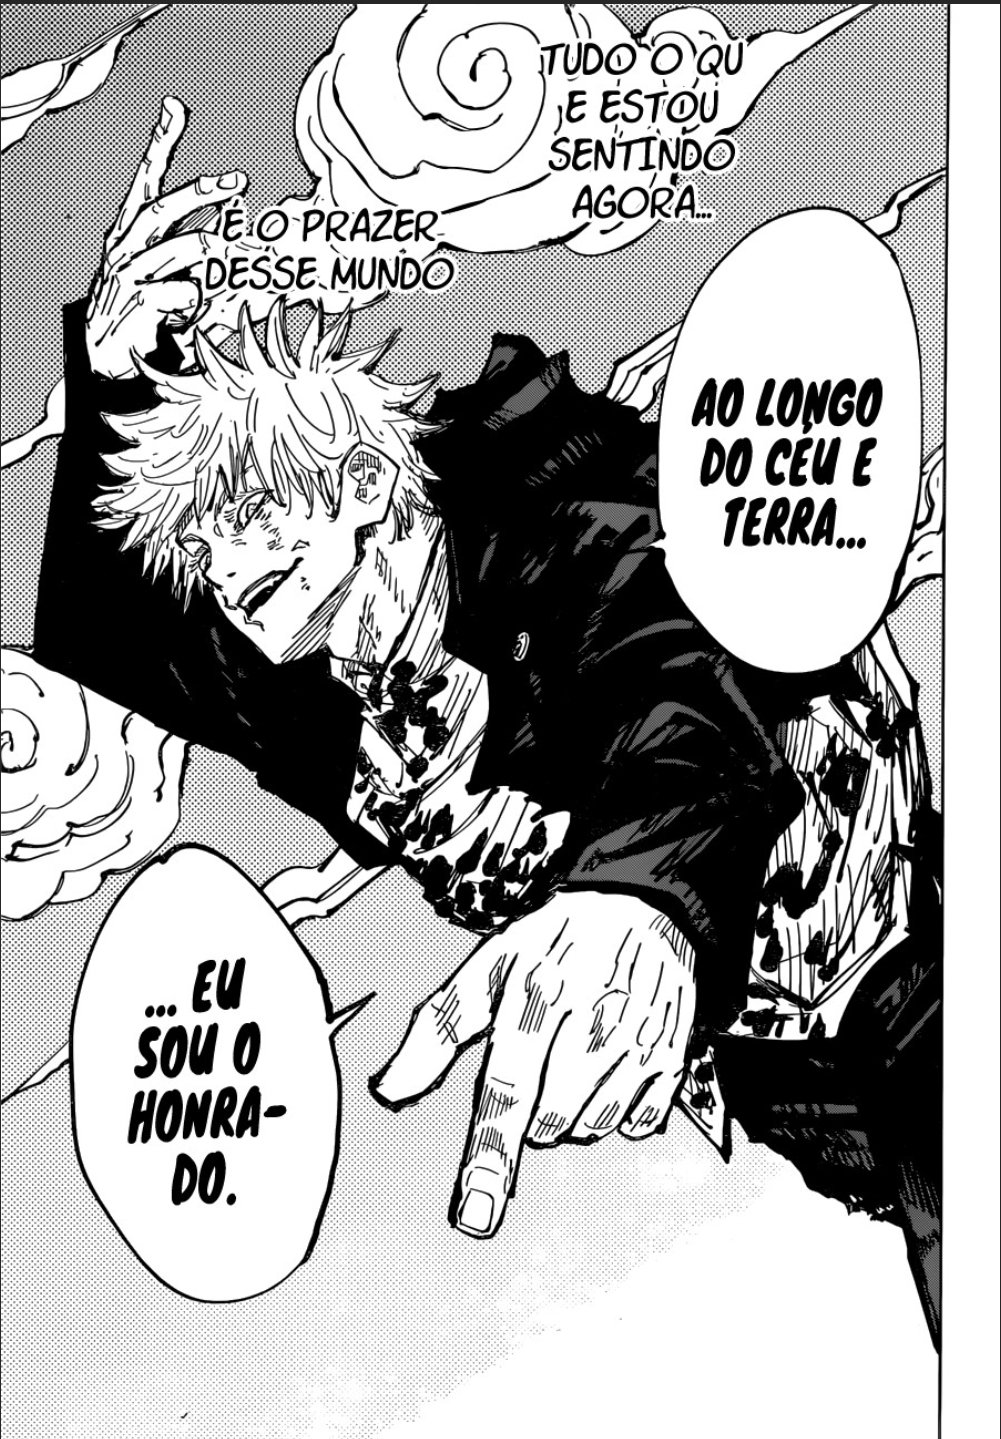 TUDO O QU
E ESTOU
SENTINDO
AGORA...
É O PRAZER
DESSE MUNDO
AO LONGO
DO CÉU E
TERRA...
... EU
SOU O
HONRA-
DO.